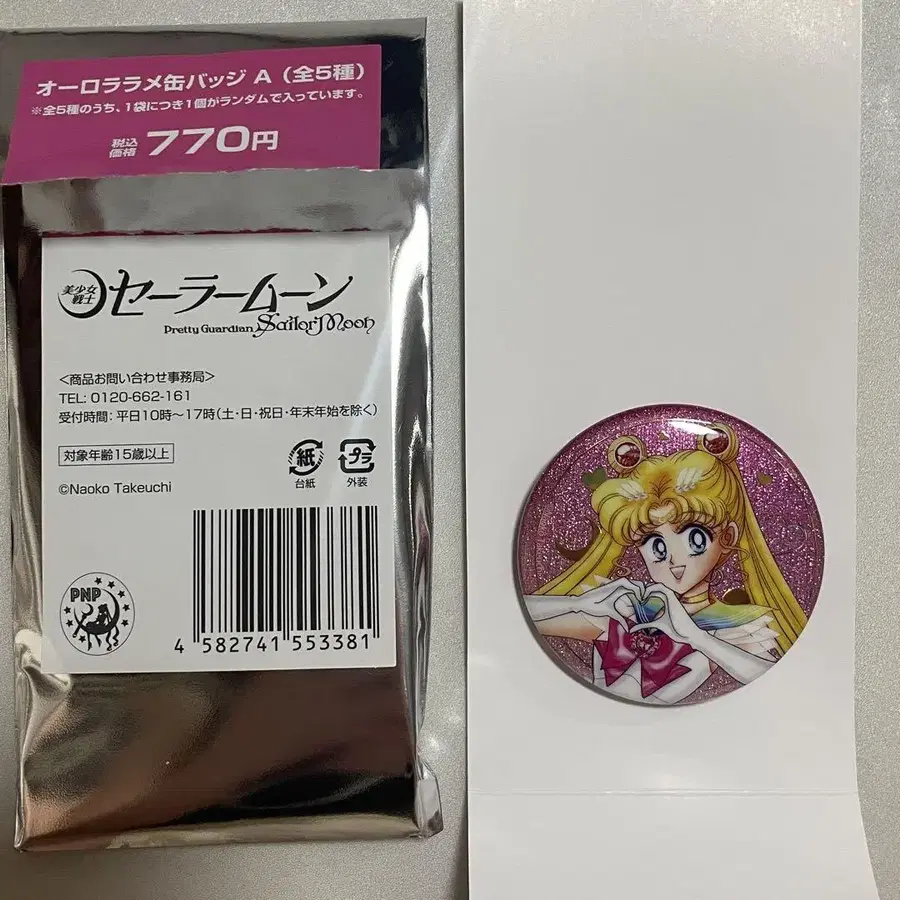 オーロララメ缶バッジ A(全5種)
※全5種のうち、1袋につき1個がランダムで入っています。
税込
価格 770円
美少女
戦士
セーラームーン
Pretty Guardian Sailor Moon
<商品お問い合わせ事務局>
TEL: 0120-662-161
受付時間: 平日10時~17時(土・日・祝日・年末年始を除く)
対象年齢15歳以上
紙
台紙
プラ
外装
©Naoko Takeuchi
PNP
4 582741 553381